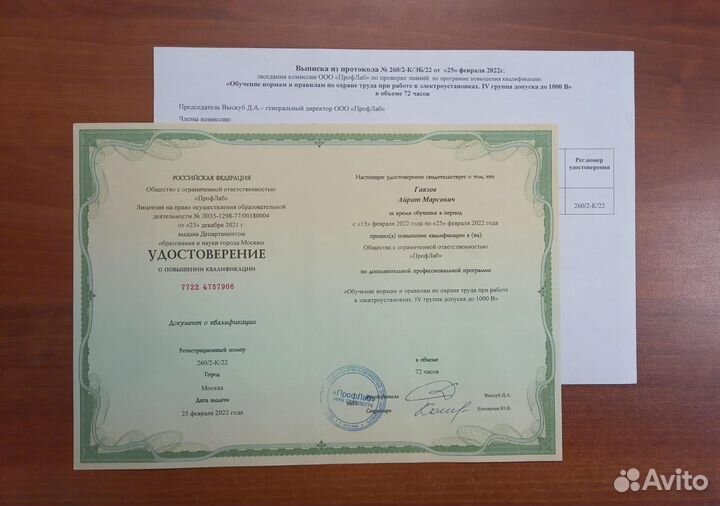 Выписка из протокола № 260/2-К/ЭБ/22 от «25» февраля 2022г.
заседания комиссии ООО «ПрофЛаб» по проверке знаний по программе повышения квалификации:
«Обучение нормам и правилам по охране труда при работе в электроустановках. IV группа допуска до 1000 В»
в объеме 72 часов
Председатель Выскуб Д.А.– генеральный директор ООО «ПрофЛаб»
Члены комиссии:
Рег.номер
удостоверения
260/2-К/22
РОССИЙСКАЯ ФЕДЕРАЦИЯ
Общество с ограниченной ответственностью
«ПрофЛаб»
Лицензия на право осуществления образовательной
деятельности № Л035-1298-77/00180004
от «23» декабря 2021 г.
выдана Департаментом
образования и науки города Москвы
УДОСТОВЕРЕНИЕ
О ПОВЫШЕНИИ КВАЛИФИКАЦИИ
7722 4757906
Документ о квалификации
Регистрационный номер
260/2-К/22
Город
Москва
Дата выдачи
25 февраля 2022 года
Настоящее удостоверение свидетельствует о том, что
Гаязов
Айрат Марсович
за время обучения в период
с «15» февраля 2022 года по «25» февраля 2022 года
прошел(а) повышение квалификации в (на)
Обществе с ограниченной ответственностью
«ПрофЛаб»
по дополнительной профессиональной программе
«Обучение нормам и правилам по охране труда при работе
в электроустановках. IV группа допуска до 1000 В»
в объеме
72 часов
«ПрофЛаб»
Выскуб Д.А.
Секретарь
Avito